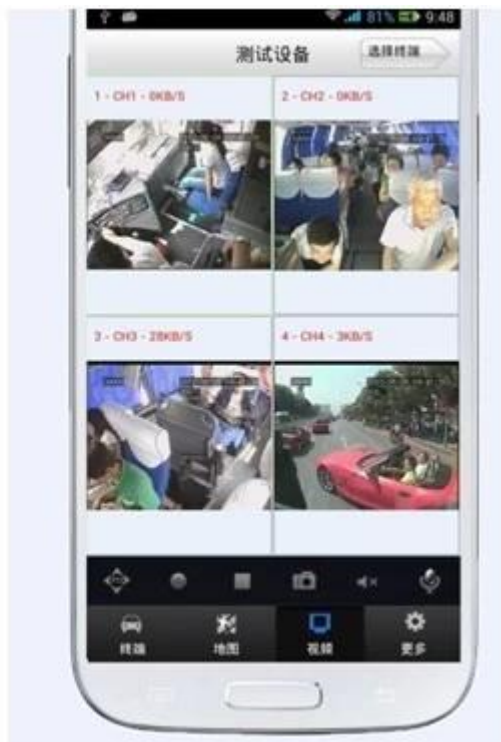 81% 9:48
测试设备 选择终端
1 - CH1 - 0KB/S 2 - CH2 - 0KB/S
3 - CH3 - 28KB/S 4 - CH4 - 3KB/S
终端 地图 视频 更多